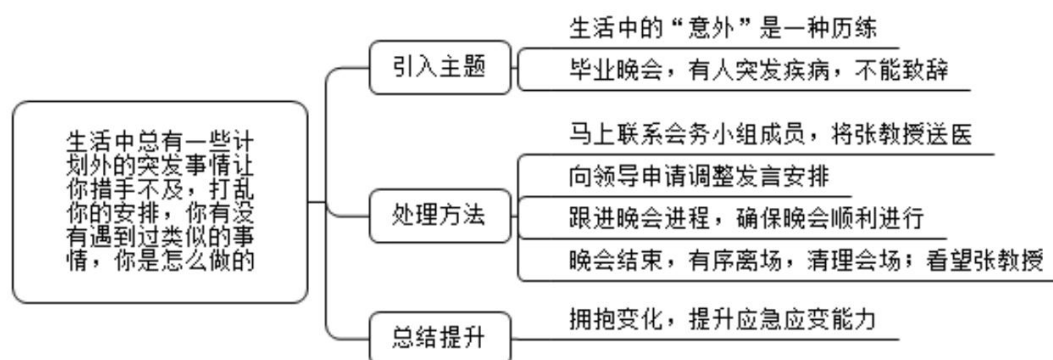 生活中总有一些计
划外的突发事情让
你措手不及，打乱
你的安排，你有没
有遇到过类似的事
情，你是怎么做的
引入主题
生活中的“意外”是一种历练
毕业晚会，有人突发疾病，不能致辞
处理方法
马上联系会务小组成员，将张教授送医
向领导申请调整发言安排
跟进晚会进程，确保晚会顺利进行
晚会结束，有序离场，清理会场；看望张教授
总结提升
拥抱变化，提升应急应变能力